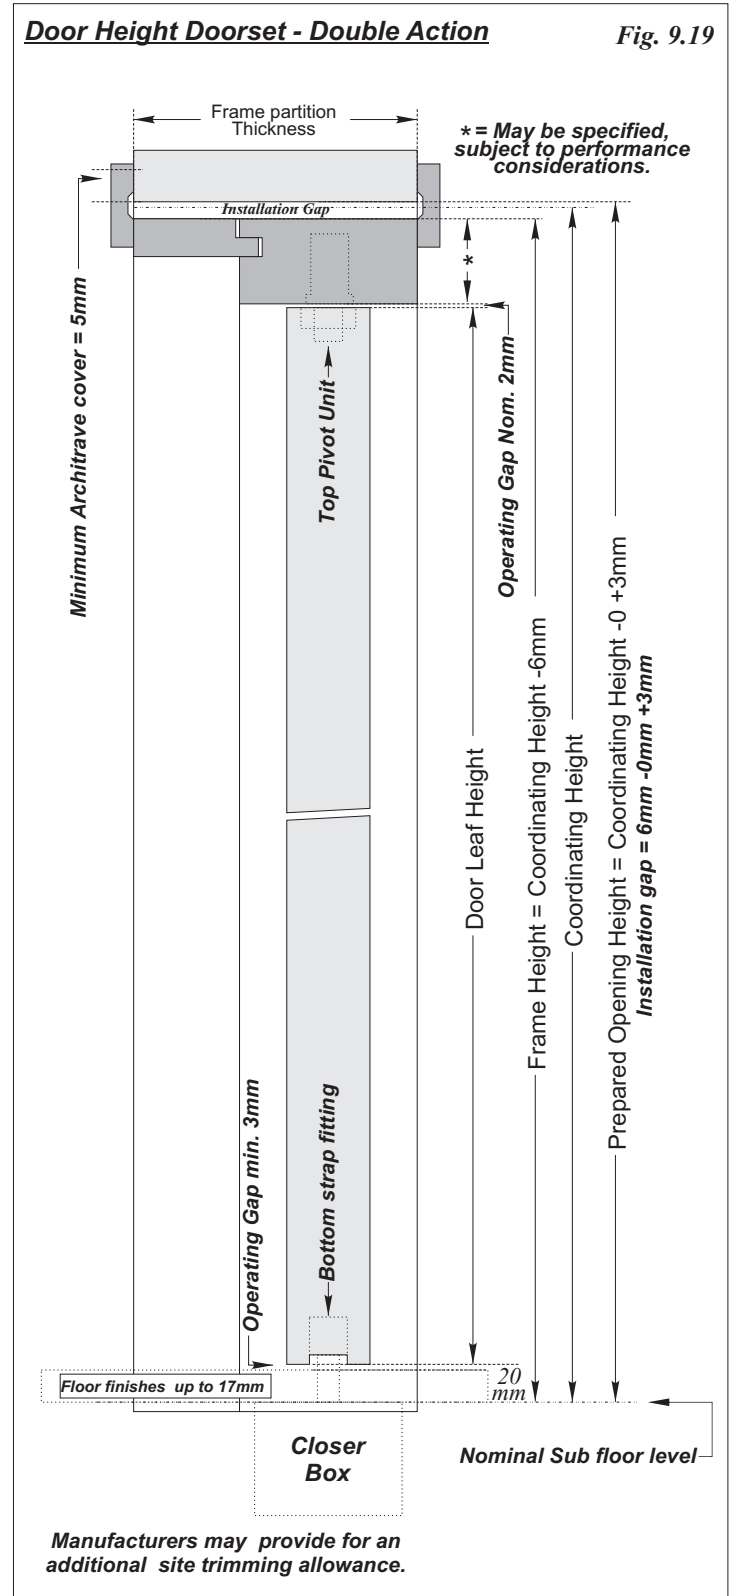 Door Height Doorset - Double Action
Fig. 9.19
Frame partition
Thickness
* = May be specified,
subject to performance
considerations.
Installation Gap
*
Minimum Architrave cover = 5mm
Top Pivot Unit
Operating Gap Nom. 2mm
Door Leaf Height
Frame Height = Coordinating Height -6mm
Coordinating Height
Prepared Opening Height = Coordinating Height -0 +3mm
Installation gap = 6mm -0mm +3mm
Operating Gap min. 3mm
Bottom strap fitting
Floor finishes up to 17mm
20
mm
Closer
Box
Nominal Sub floor level
Manufacturers may provide for an
additional site trimming allowance.